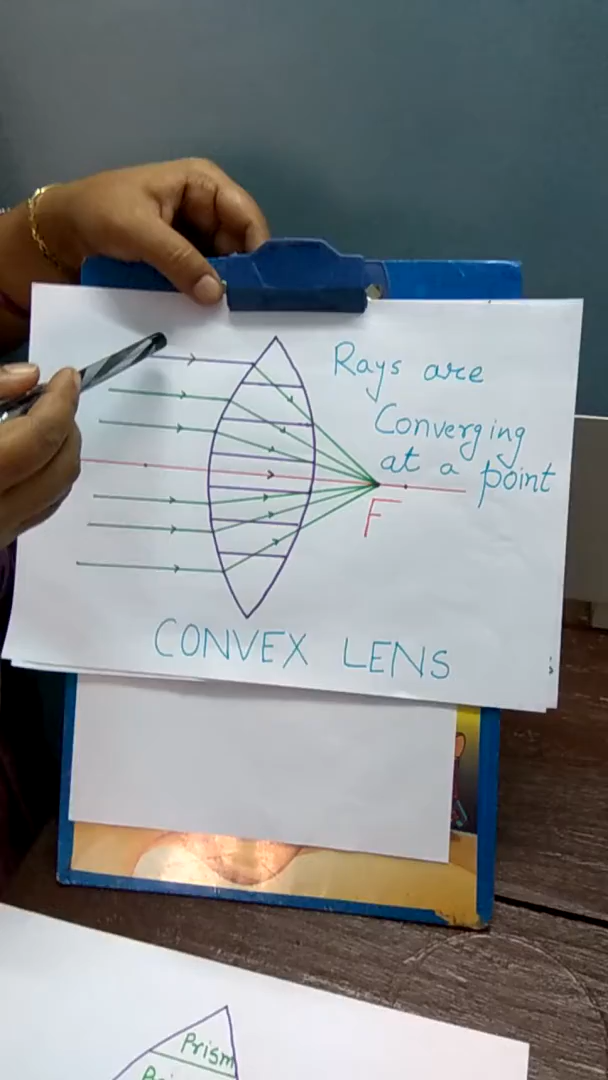 Rays are
Converging
at a point
F
CONVEX LENS
Prism